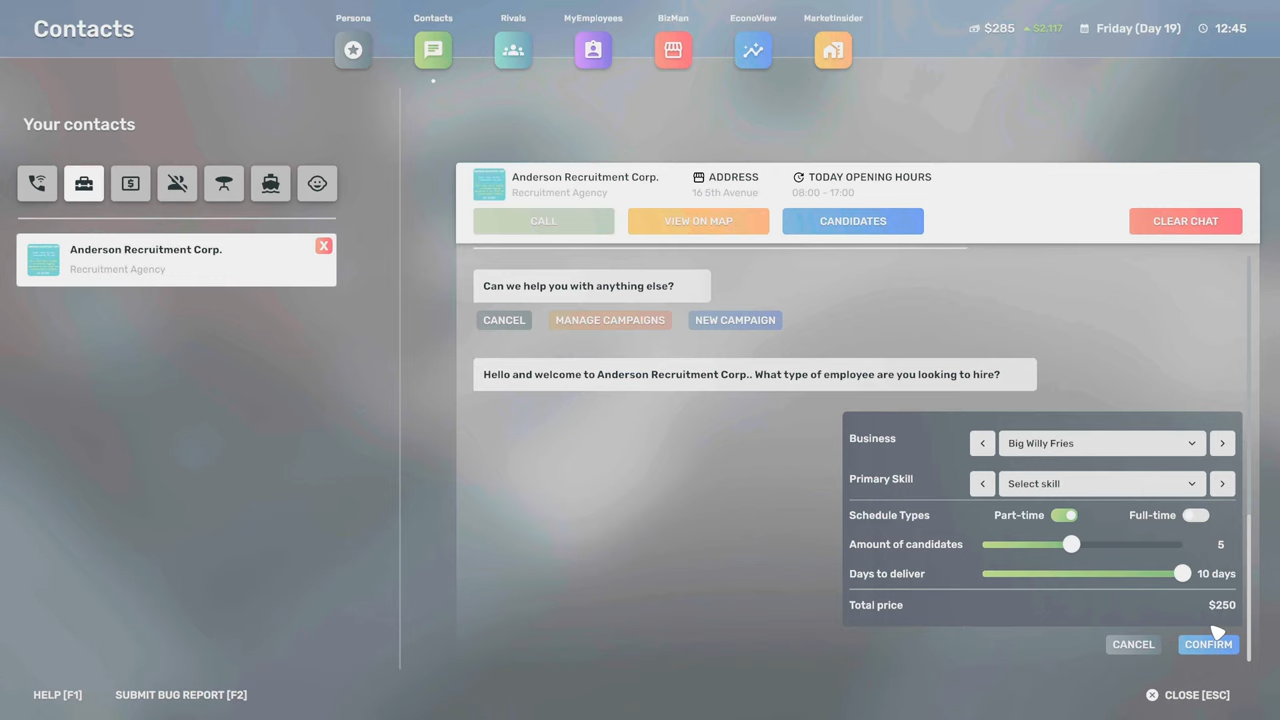 Contacts
Persona
Contacts
Rivals
MyEmployees
BizMan
EconoView
MarketInsider
$285
$2,117
Friday (Day 19)
12:45
Your contacts
Anderson Recruitment Corp.
Recruitment Agency
X
Anderson Recruitment Corp.
Recruitment Agency
ADDRESS
16 5th Avenue
TODAY OPENING HOURS
08:00 - 17:00
CALL
VIEW ON MAP
CANDIDATES
CLEAR CHAT
Can we help you with anything else?
CANCEL
MANAGE CAMPAIGNS
NEW CAMPAIGN
Hello and welcome to Anderson Recruitment Corp.. What type of employee are you looking to hire?
Business
Big Willy Fries
Primary Skill
Select skill
Schedule Types
Part-time
Full-time
Amount of candidates
5
Days to deliver
10 days
Total price
$250
CANCEL
CONFIRM
HELP [F1]
SUBMIT BUG REPORT [F2]
CLOSE [ESC]